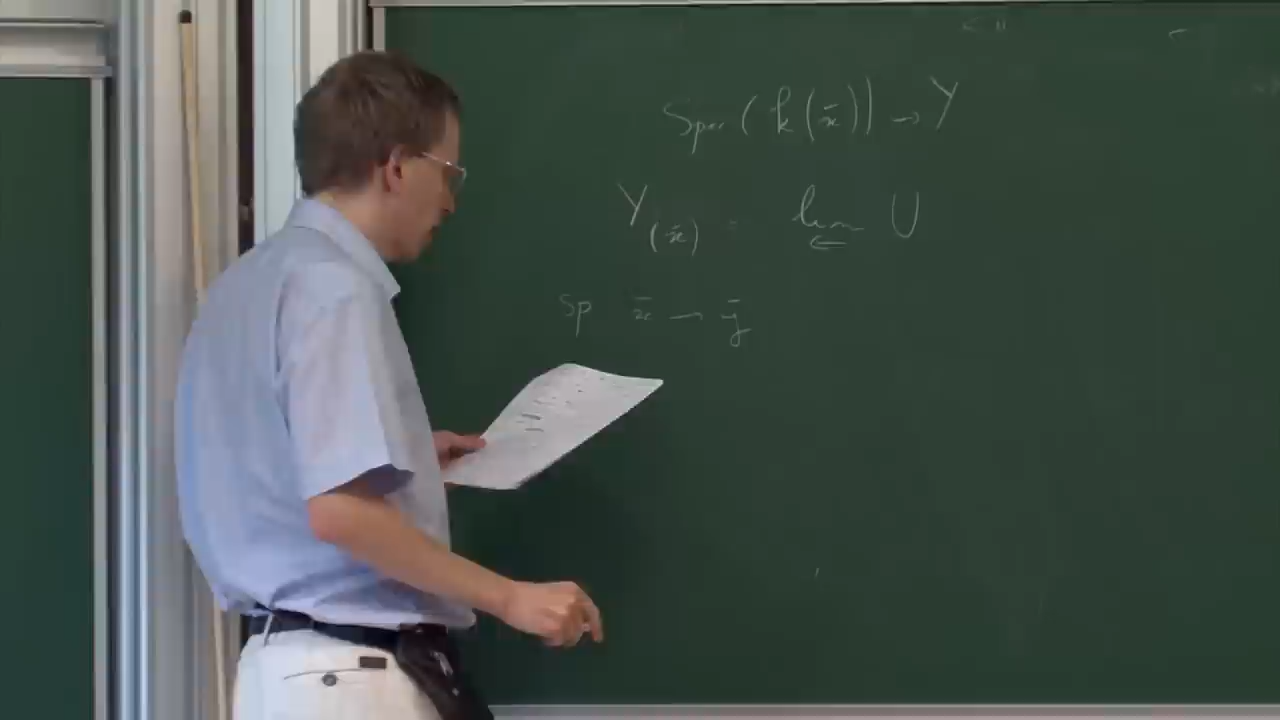 Spec ( k (x̄)) → Y
Y_(x̄) = lim← U
Sp x̄ → ȳ